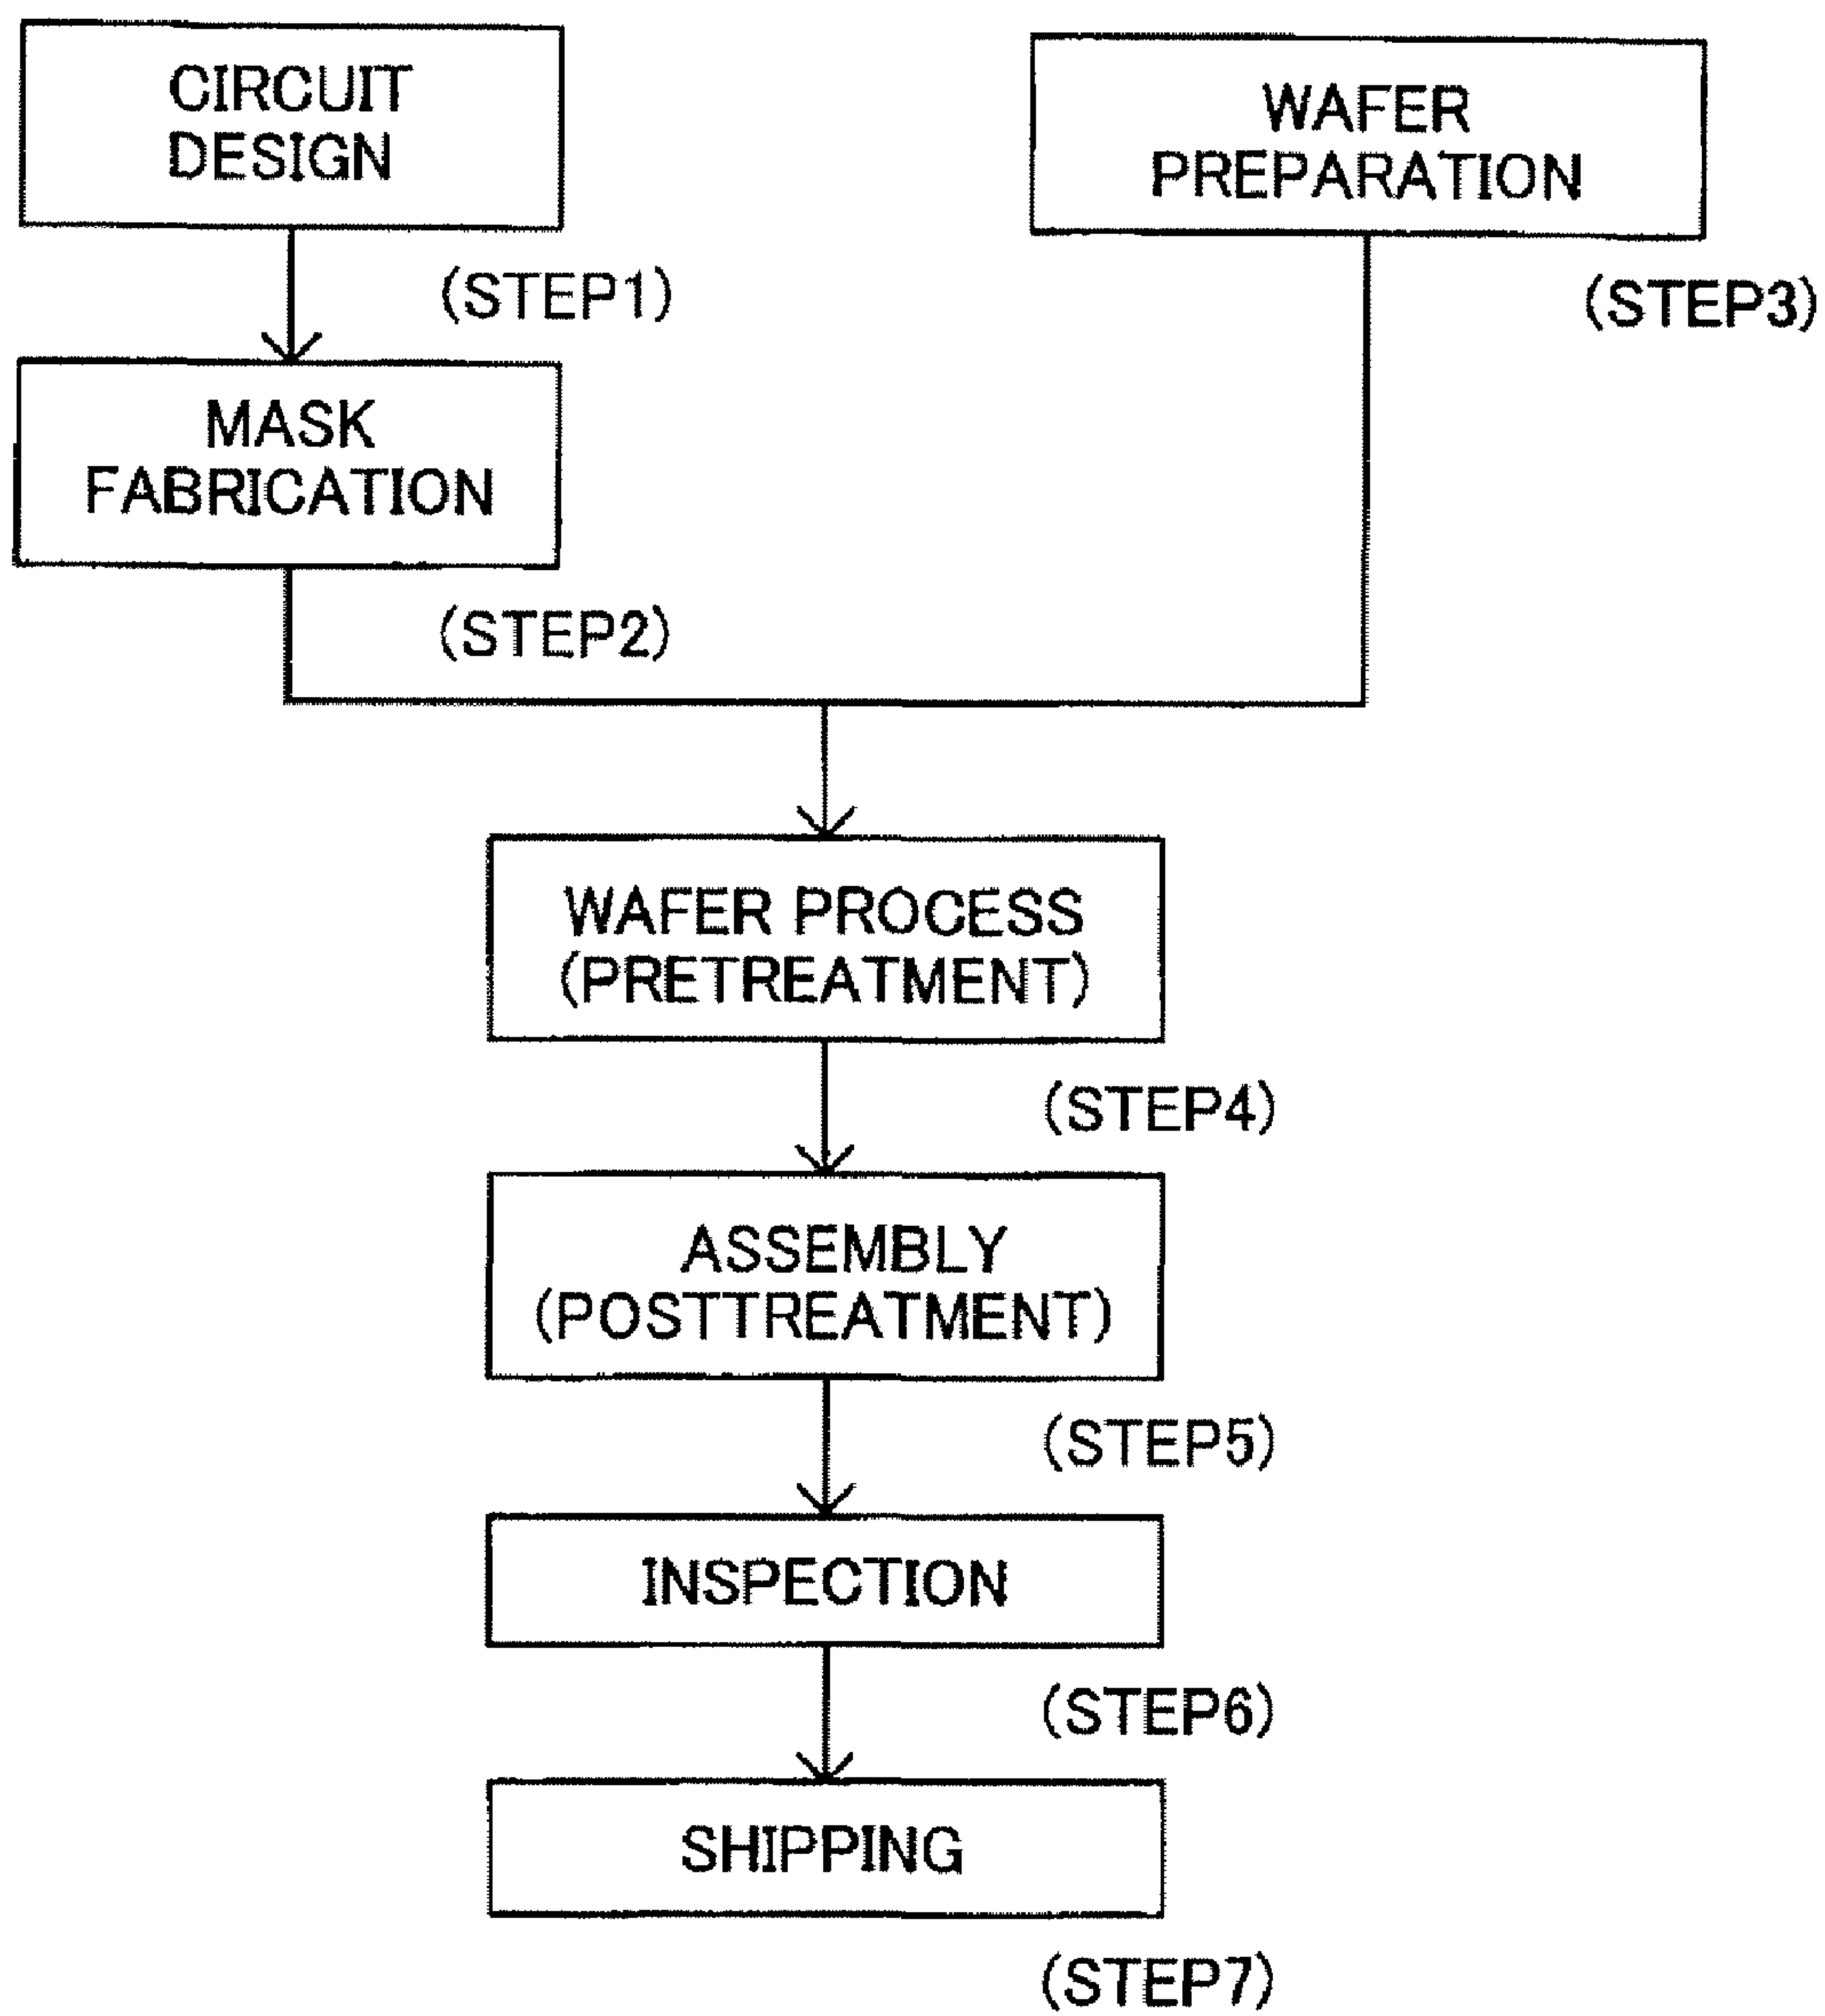 CIRCUIT
DESIGN
(STEP1)
MASK
FABRICATION
(STEP2)
WAFER
PREPARATION
(STEP3)
WAFER PROCESS
(PRETREATMENT)
(STEP4)
ASSEMBLY
(POSTTREATMENT)
(STEP5)
INSPECTION
(STEP6)
SHIPPING
(STEP7)